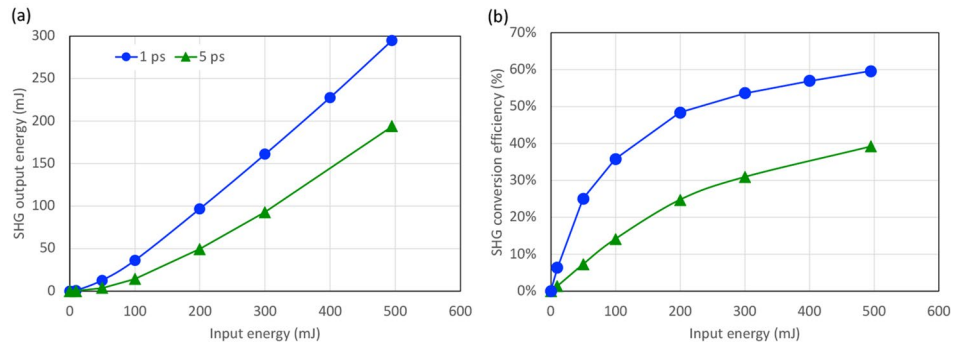 (a)
SHG output energy (mJ)
300
250
200
150
100
50
0
1 ps
5 ps
0 100 200 300 400 500 600
Input energy (mJ)
(b)
SHG conversion efficiency (%)
70%
60%
50%
40%
30%
20%
10%
0%
0 100 200 300 400 500 600
Input energy (mJ)